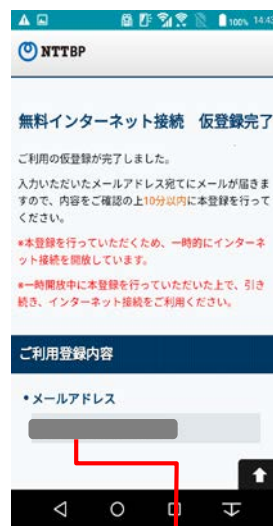 100% 14:43
NTTBP
無料インターネット接続 仮登録完了
ご利用の仮登録が完了しました。
入力いただいたメールアドレス宛てにメールが届きま
すので、内容をご確認の上10分以内に本登録を行って
ください。
*本登録を行っていただくため、一時的にインターネ
ット接続を開放しています。
*一時開放中に本登録を行っていただいた上で、引き
続き、インターネット接続をご利用ください。
ご利用登録内容
•メールアドレス